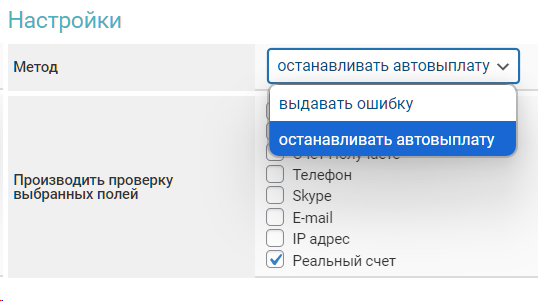 Настройки
Метод
останавливать автовыплату
выдавать ошибку
останавливать автовыплату
Производить проверку
выбранных полей
Телефон
Skype
E-mail
IP адрес
Реальный счет